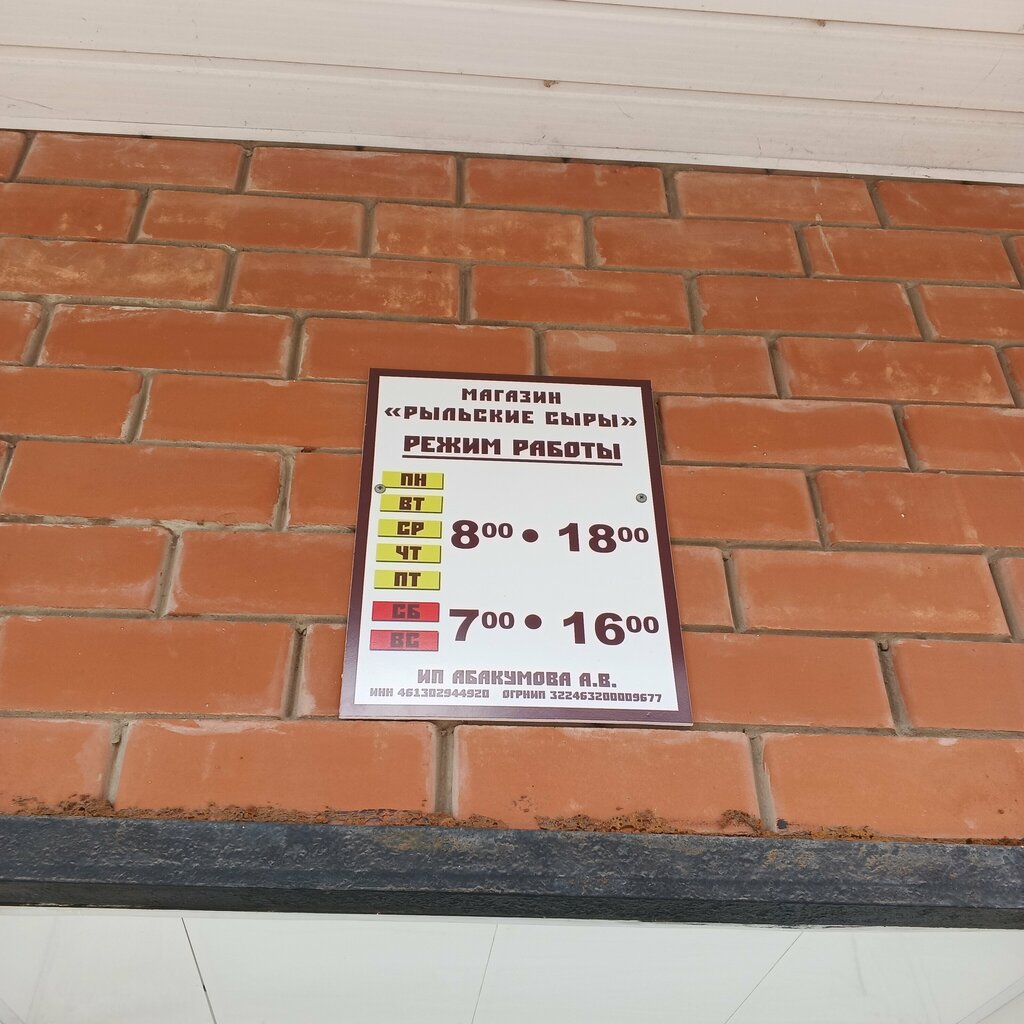 МАГАЗИН
«РЫЛЬСКИЕ СЫРЫ»
РЕЖИМ РАБОТЫ
ПН
ВТ
СР
ЧТ
ПТ
8⁰⁰ • 18⁰⁰
СБ
ВС
7⁰⁰ • 16⁰⁰
ИП АБАКУМОВА А.В.
ИНН 461302944920 ОГРНИП 322463200009677